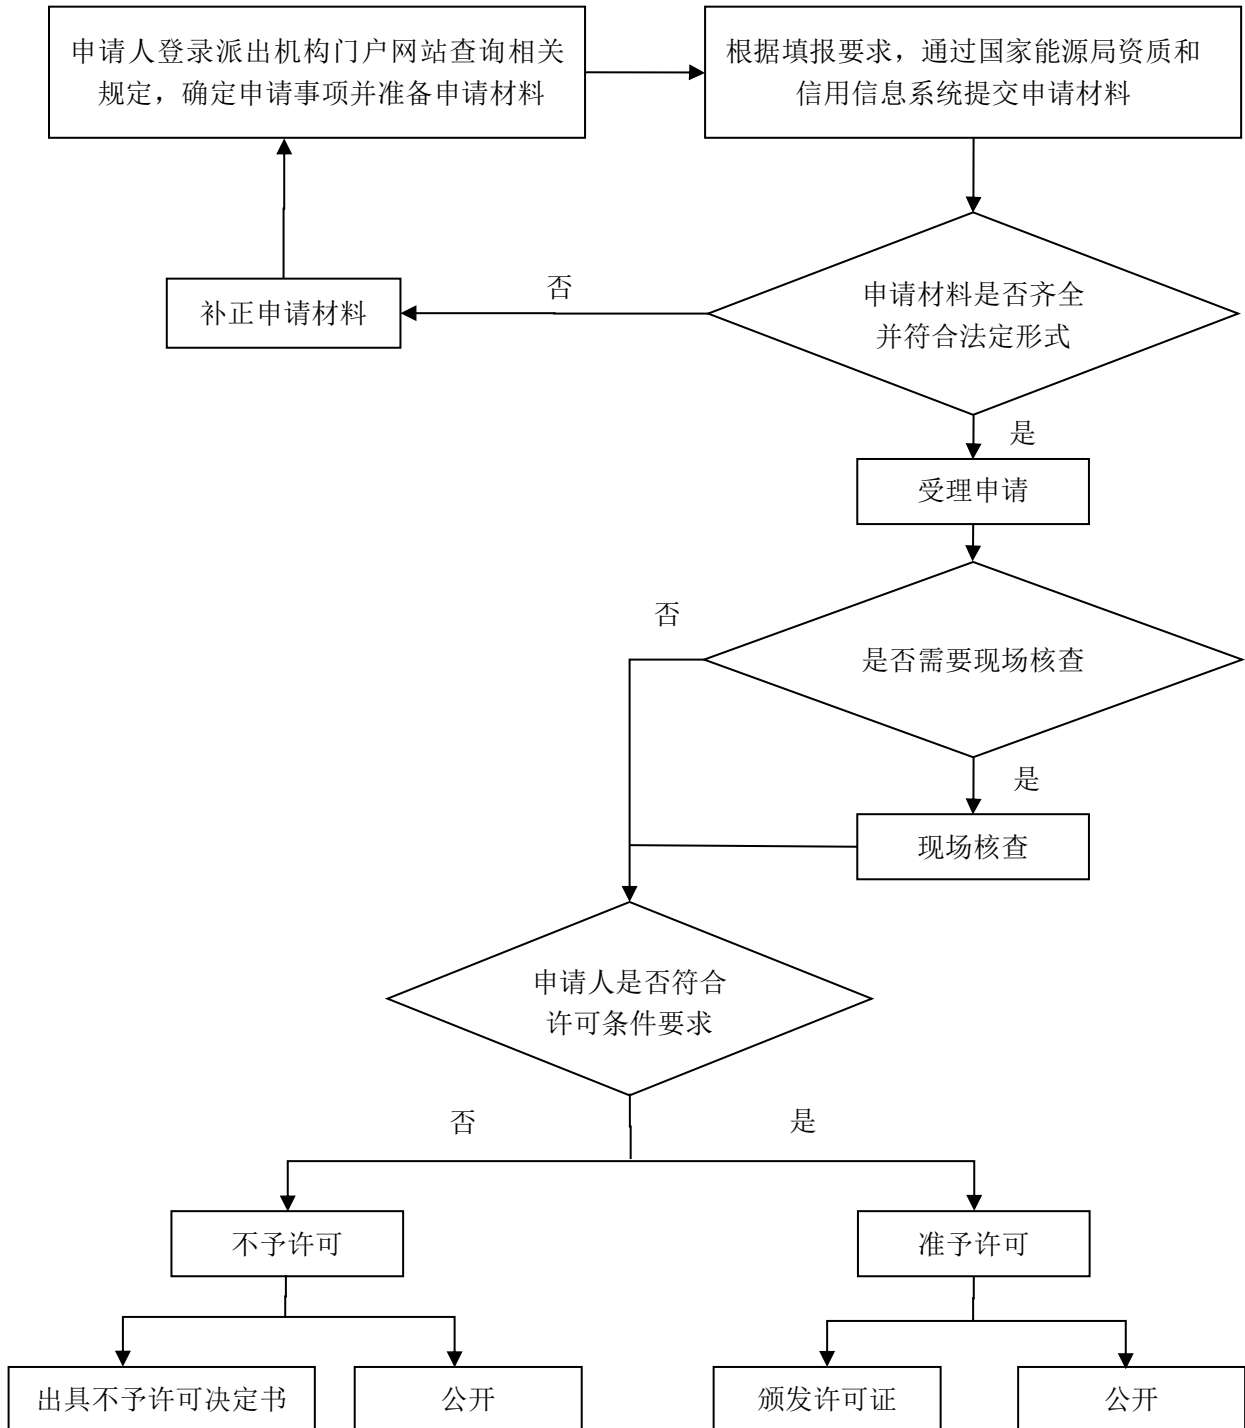 申请人登录派出机构门户网站查询相关
规定，确定申请事项并准备申请材料
根据填报要求，通过国家能源局资质和
信用信息系统提交申请材料
申请材料是否齐全
并符合法定形式
否
补正申请材料
是
受理申请
是否需要现场核查
否
是
现场核查
申请人是否符合
许可条件要求
否
是
不予许可
准予许可
出具不予许可决定书
公开
颁发许可证
公开